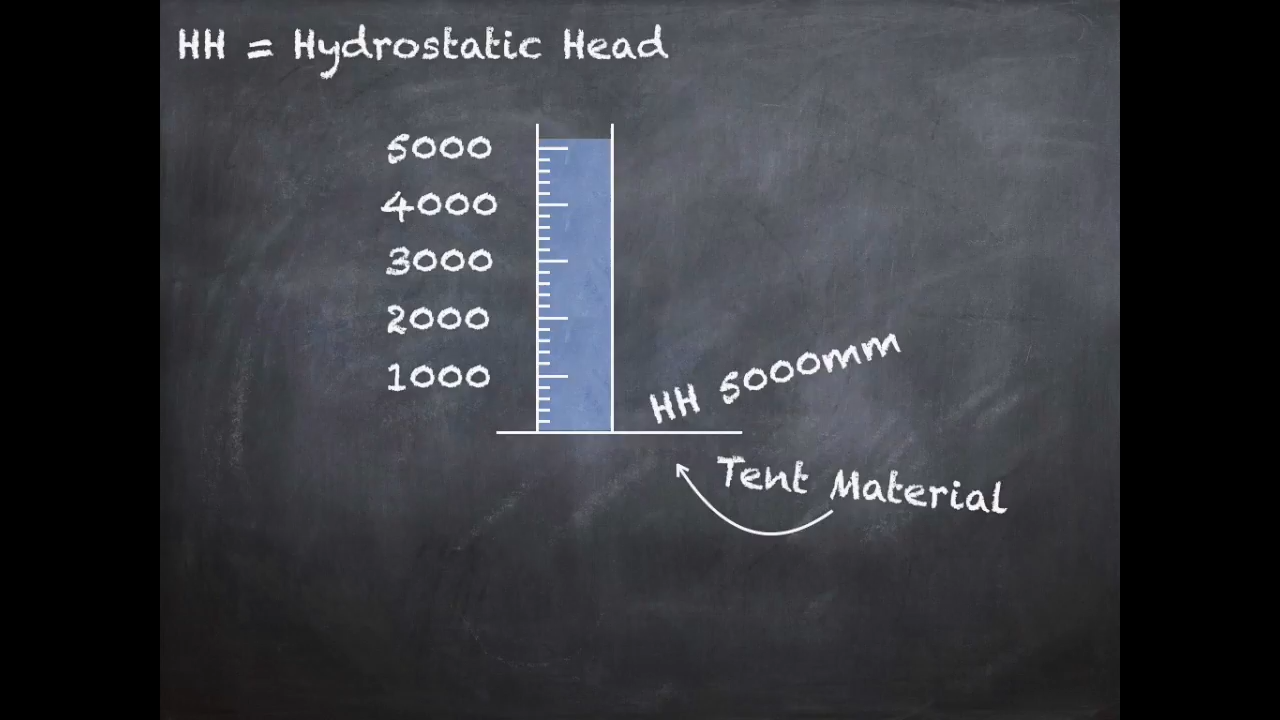 HH = Hydrostatic Head
5000
4000
3000
2000
1000
HH 5000mm
Tent Material